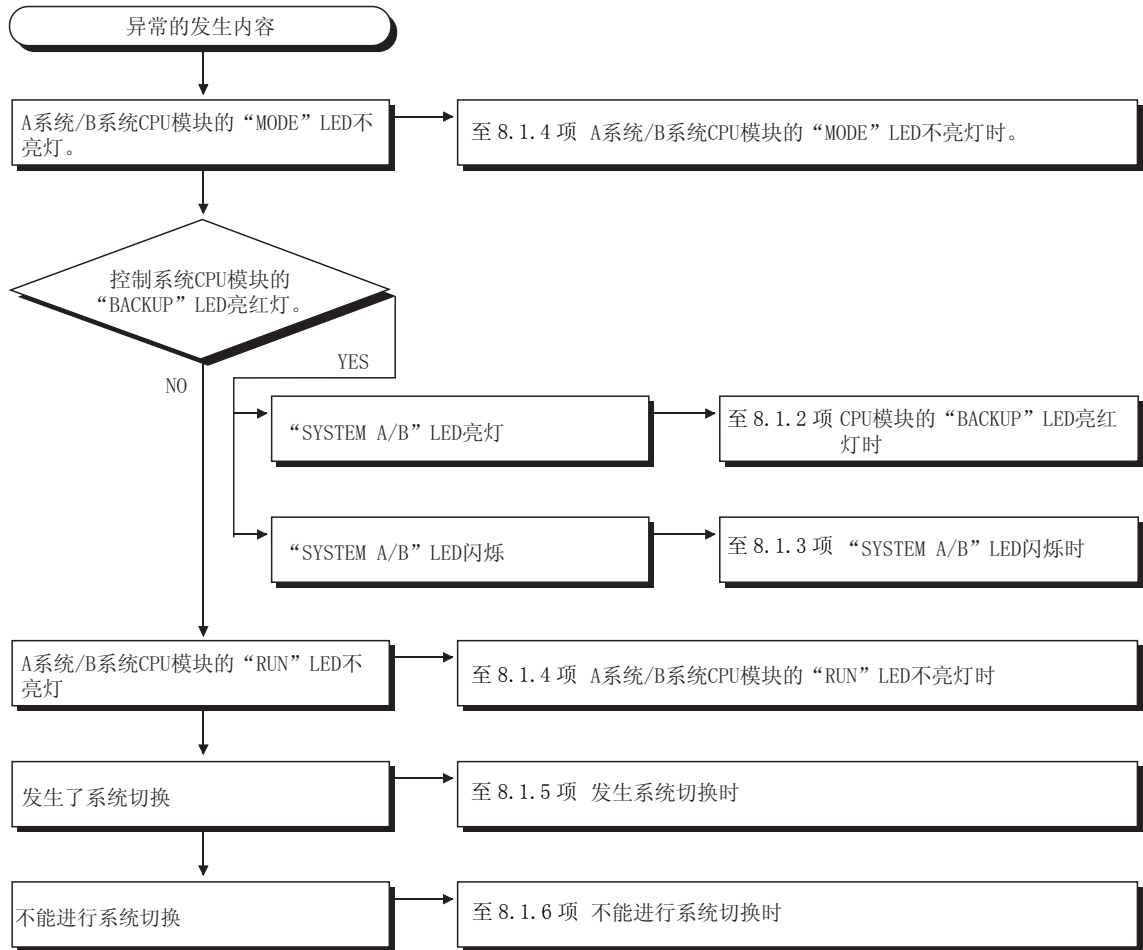 异常的发生内容
A系统/B系统CPU模块的“MODE”LED不
亮灯。
至 8.1.4 项 A系统/B系统CPU模块的“MODE”LED不亮灯时。
控制系统CPU模块的
“BACKUP”LED亮红灯。
YES
NO
“SYSTEM A/B”LED亮灯
至 8.1.2 项 CPU模块的“BACKUP”LED亮红
灯时
“SYSTEM A/B”LED闪烁
至 8.1.3 项 “SYSTEM A/B”LED闪烁时
A系统/B系统CPU模块的“RUN”LED不
亮灯
至 8.1.4 项 A系统/B系统CPU模块的“RUN”LED不亮灯时
发生了系统切换
至 8.1.5 项 发生系统切换时
不能进行系统切换
至 8.1.6 项 不能进行系统切换时